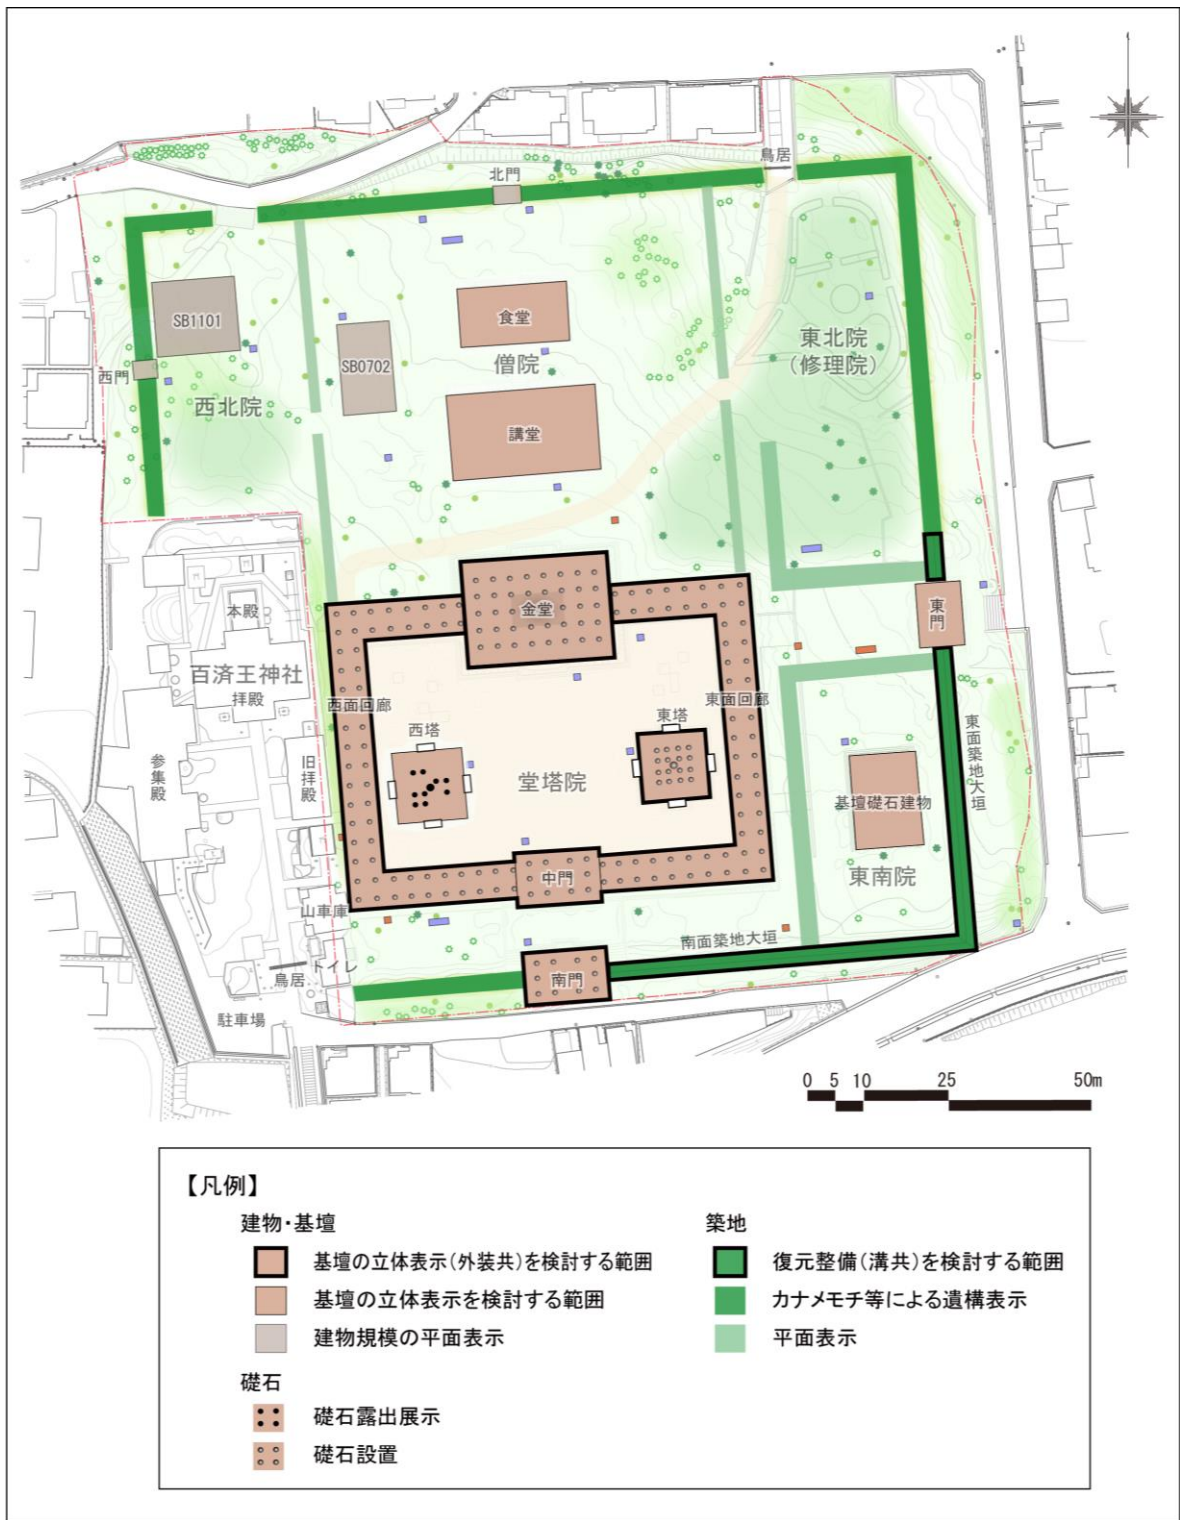 鳥居
北門
SB1101
食堂
東北院
(修理院)
SB0702
僧院
西門
西北院
講堂
本殿
金堂
東門
百済王神社
拝殿
西面回廊
東面回廊
西塔
東塔
東面築地大垣
参集殿
旧拝殿
堂塔院
基壇礎石建物
中門
東南院
山車庫
南面築地大垣
トイレ
鳥居
南門
駐車場
0 5 10 25 50m
【凡例】
建物・基壇
基壇の立体表示(外装共)を検討する範囲
基壇の立体表示を検討する範囲
建物規模の平面表示
礎石
礎石露出展示
礎石設置
築地
復元整備(溝共)を検討する範囲
カナメモチ等による遺構表示
平面表示